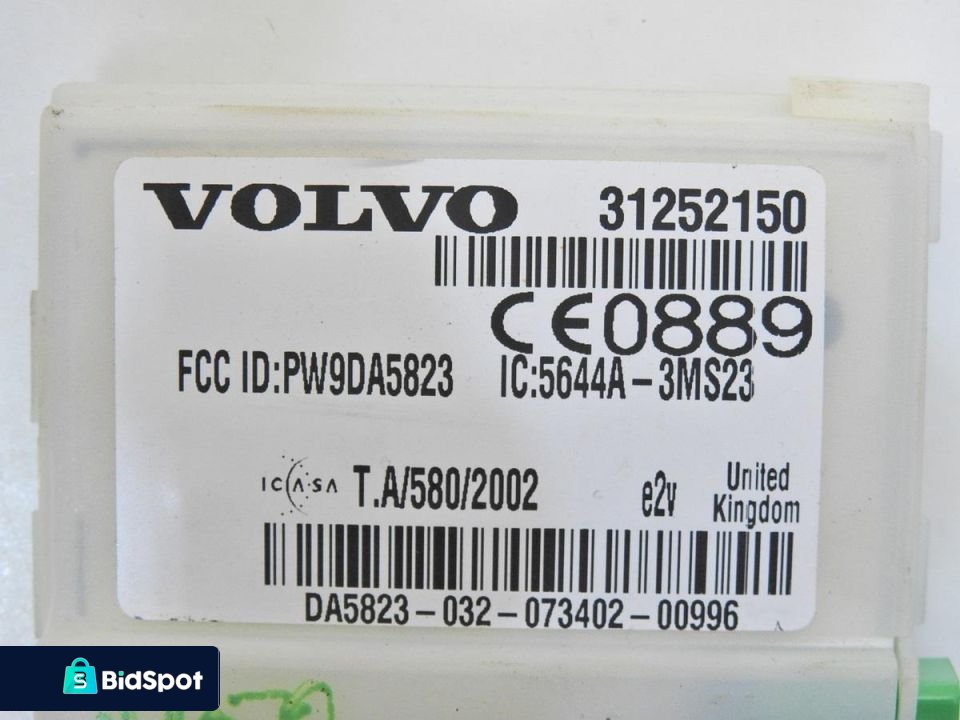 VOLVO 31252150
CE0889
FCC ID:PW9DA5823 IC:5644A-3MS23
ICASA T.A/580/2002 e2v United Kingdom
DA5823-032-073402-00996
BidSpot